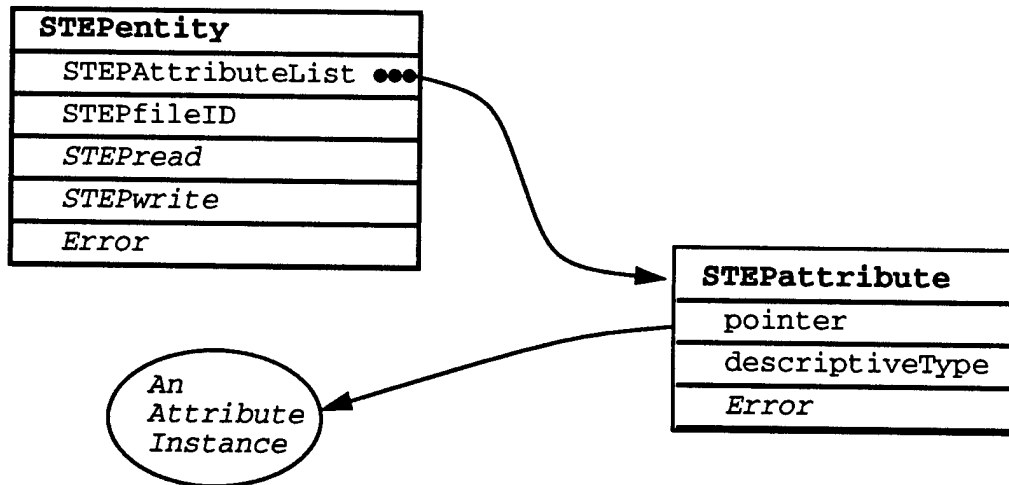 STEPentity
STEPAttributeList
STEPfileID
STEPread
STEPwrite
Error
STEPattribute
pointer
descriptiveType
Error
An
Attribute
Instance